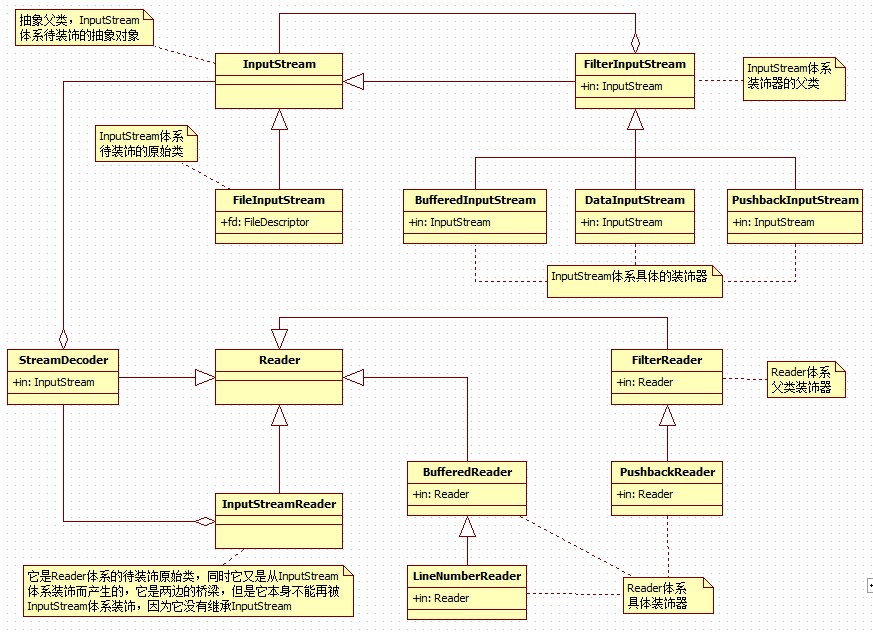 抽象父类，InputStream
体系待装饰的抽象对象
InputStream
FilterInputStream
+in: InputStream
InputStream体系
装饰器的父类
InputStream体系
待装饰的原始类
FileInputStream
+fd: FileDescriptor
BufferedInputStream
+in: InputStream
DataInputStream
+in: InputStream
PushbackInputStream
+in: InputStream
InputStream体系具体的装饰器
StreamDecoder
+in: InputStream
Reader
FilterReader
+in: Reader
Reader体系
父类装饰器
BufferedReader
+in: Reader
PushbackReader
+in: Reader
InputStreamReader
它是Reader体系的待装饰原始类，同时它又是从InputStream
体系装饰而产生的，它是两边的桥梁，但是它本身不能再被
InputStream体系装饰，因为它没有继承InputStream
LineNumberReader
+in: Reader
Reader体系
具体装饰器